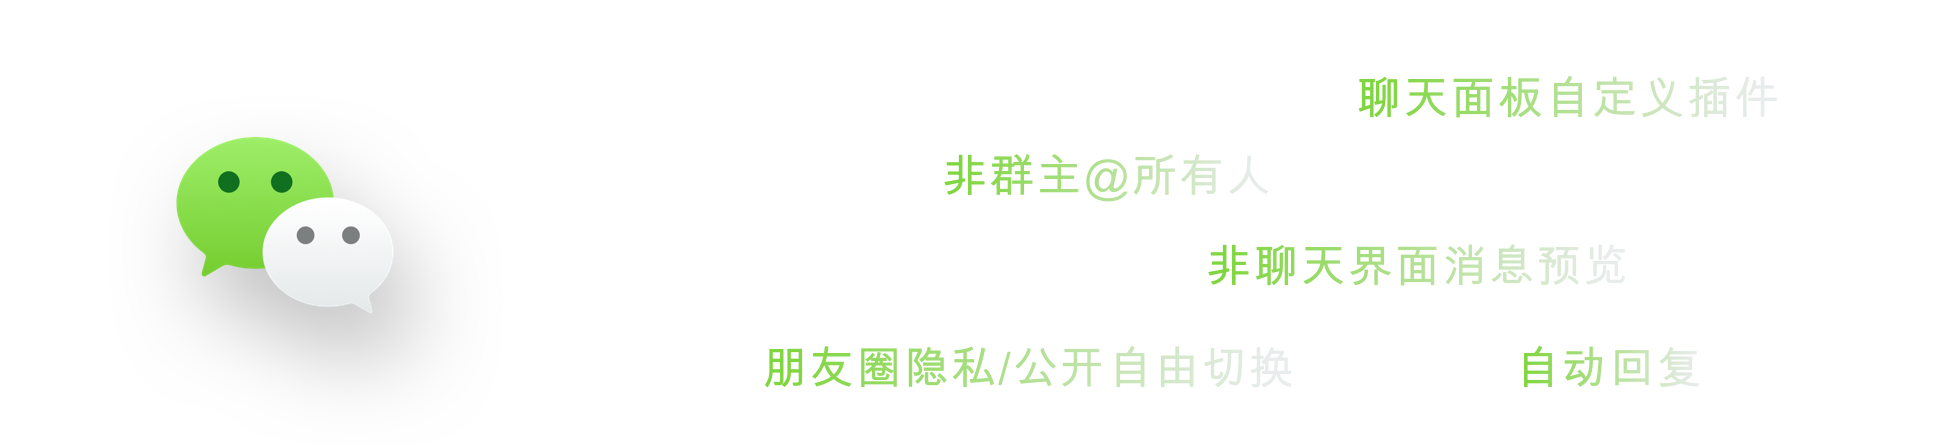 聊天面板自定义插件
非群主@所有人
非聊天界面消息预览
朋友圈隐私/公开自由切换
自动回复